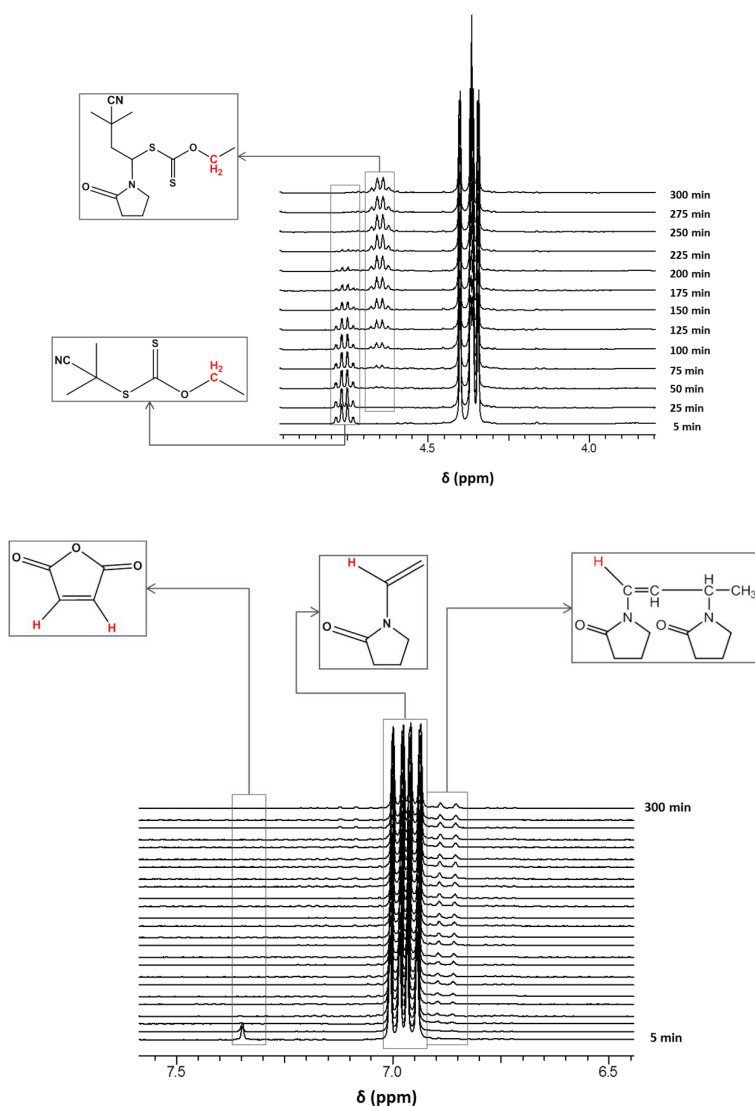 CN
S
O
CH2
N
S
O
S
NC
H2
C
S
O
300 min
275 min
250 min
225 min
200 min
175 min
150 min
125 min
100 min
75 min
50 min
25 min
5 min
4.5
4.0
δ (ppm)
O
O
O
H
H
H
N
O
H
H
C
C
C
CH3
H
N
N
O
O
300 min
5 min
7.5
7.0
6.5
δ (ppm)